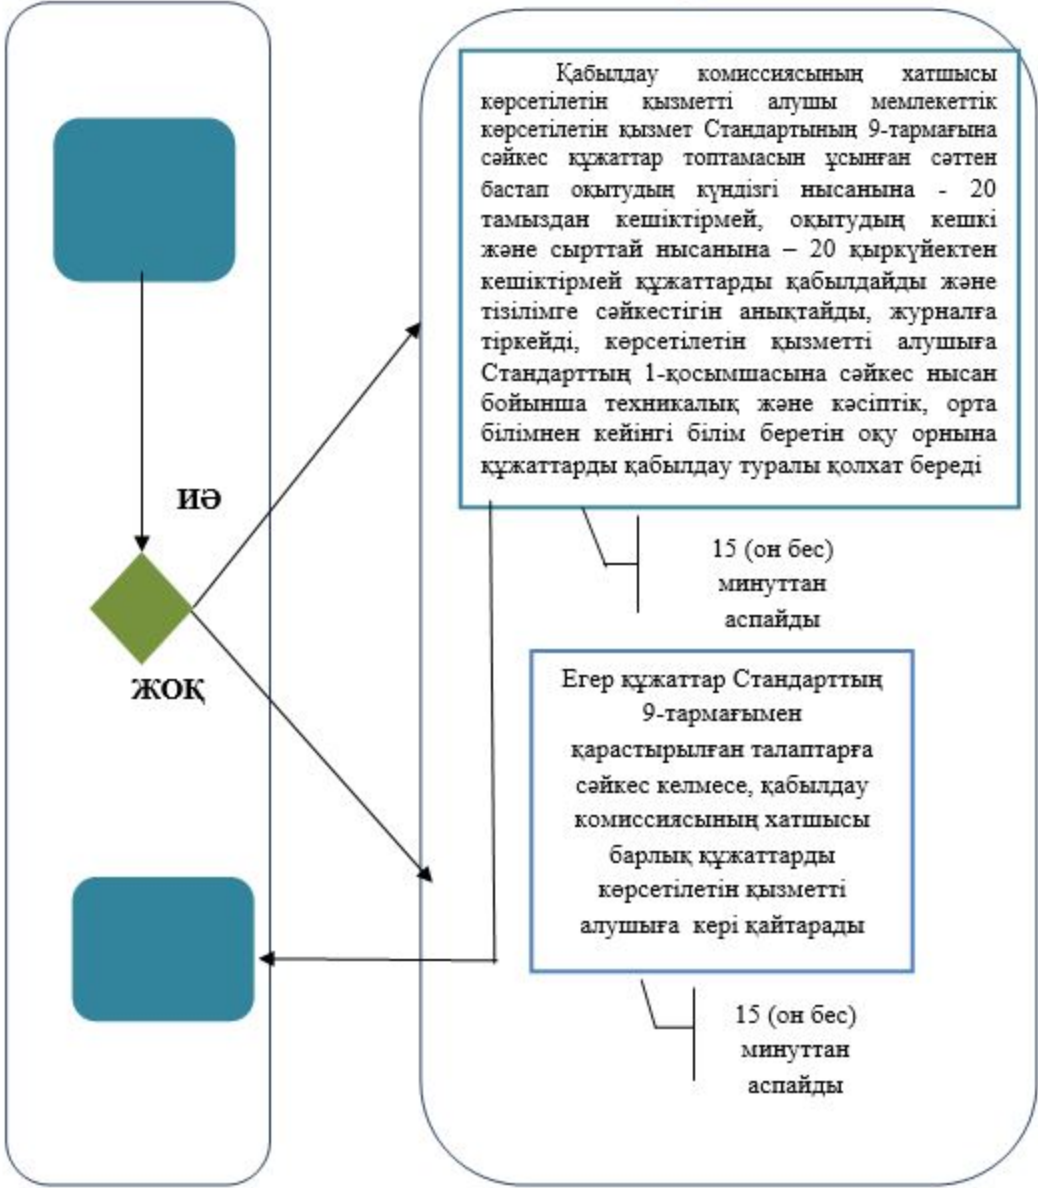 Қабылдау комиссиясының хатшысы
көрсетілетін қызметті алушы мемлекеттік
көрсетілетін қызмет Стандартының 9-тармағына
сәйкес құжаттар топтамасын ұсынған сәттен
бастап оқытудың күндізгі нысанына - 20
тамыздан кешіктірмей, оқытудың кешкі
және сырттай нысанына – 20 қыркүйектен
кешіктірмей құжаттарды қабылдайды және
тізілімге сәйкестігін анықтайды, журналға
тіркейді, көрсетілетін қызметті алушыға
Стандарттың 1-қосымшасына сәйкес нысан
бойынша техникалық және кәсіптік, орта
білімнен кейінгі білім беретін оқу орнына
құжаттарды қабылдау туралы қолхат береді
ИӘ
15 (он бес)
минуттан
аспайды
ЖОҚ
Егер құжаттар Стандарттың
9-тармағымен
қарастырылған талаптарға
сәйкес келмесе, қабылдау
комиссиясының хатшысы
барлық құжаттарды
көрсетілетін қызметті
алушыға кері қайтарады
15 (он бес)
минуттан
аспайды